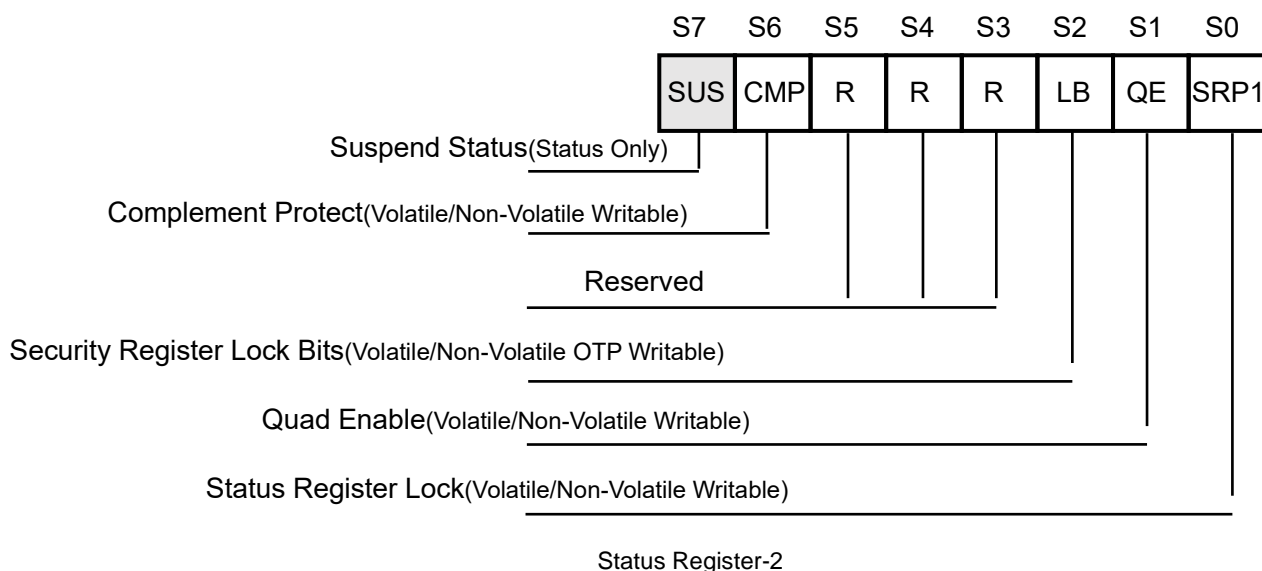 S7 S6 S5 S4 S3 S2 S1 S0
SUS CMP R R R LB QE SRP1
Suspend Status(Status Only)
Complement Protect(Volatile/Non-Volatile Writable)
Reserved
Security Register Lock Bits(Volatile/Non-Volatile OTP Writable)
Quad Enable(Volatile/Non-Volatile Writable)
Status Register Lock(Volatile/Non-Volatile Writable)
Status Register-2